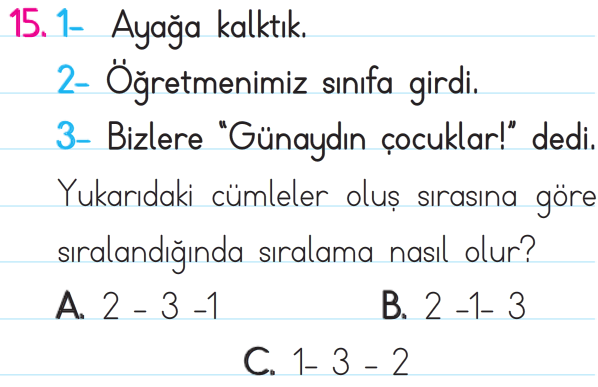 15. 1- Ayağa kalktık.
2- Öğretmenimiz sınıfa girdi.
3- Bizlere "Günaydın çocuklar!" dedi.
Yukarıdaki cümleler oluş sırasına göre
sıralandığında sıralama nasıl olur?
A. 2 - 3 -1 B. 2 -1- 3
C. 1- 3 - 2